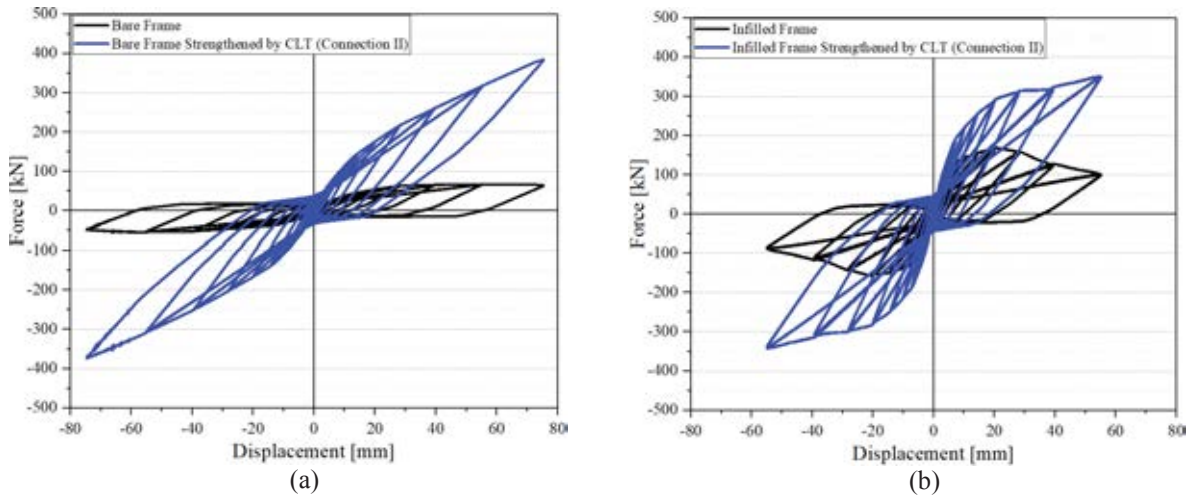 Bare Frame
Bare Frame Strengthened by CLT (Connection II)
500
400
300
200
100
0
-100
-200
-300
-400
-500
Force [kN]
-80 -60 -40 -20 0 20 40 60 80
Displacement [mm]
(a)
Infilled Frame
Infilled Frame Strengthened by CLT (Connection II)
500
400
300
200
100
0
-100
-200
-300
-400
-500
Force [kN]
-80 -60 -40 -20 0 20 40 60 80
Displacement [mm]
(b)